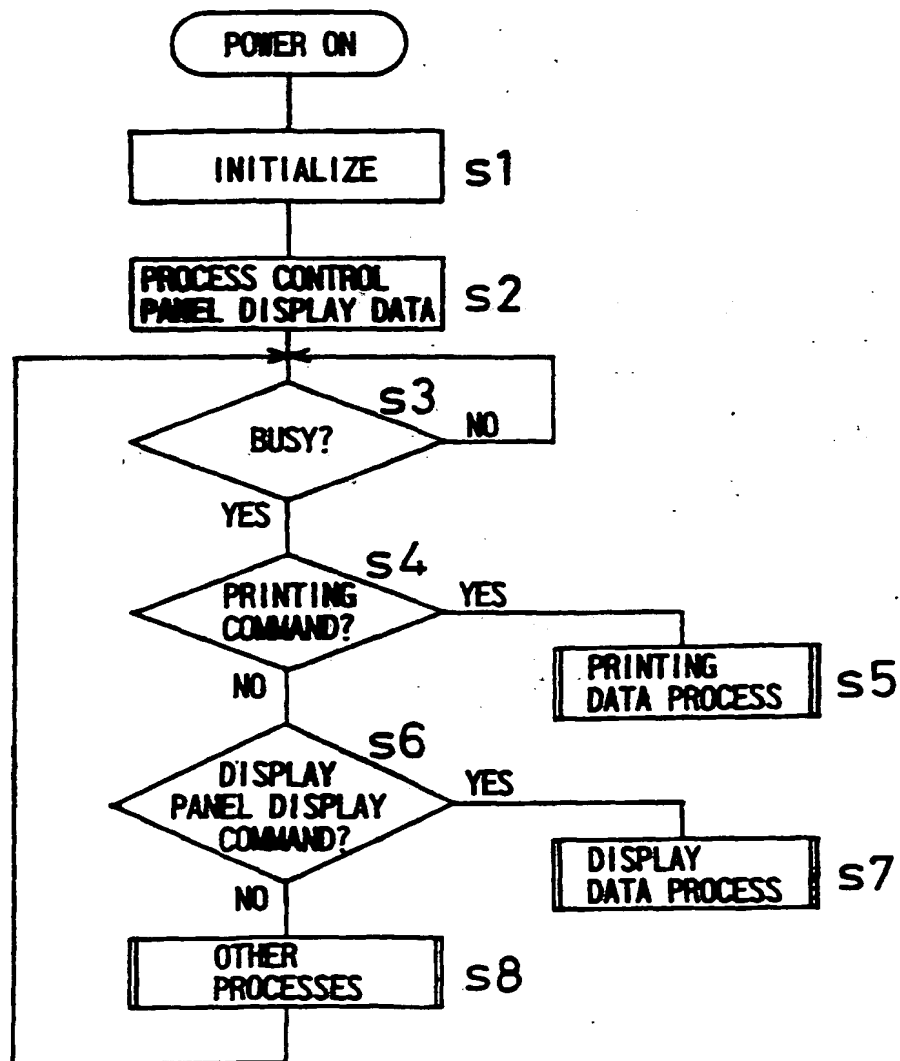 POWER ON
INITIALIZE s1
PROCESS CONTROL
PANEL DISPLAY DATA s2
s3
BUSY? NO
YES
s4
PRINTING YES
COMMAND?
NO
PRINTING
DATA PROCESS s5
s6
DISPLAY YES
PANEL DISPLAY
COMMAND?
NO
DISPLAY
DATA PROCESS s7
OTHER
PROCESSES s8